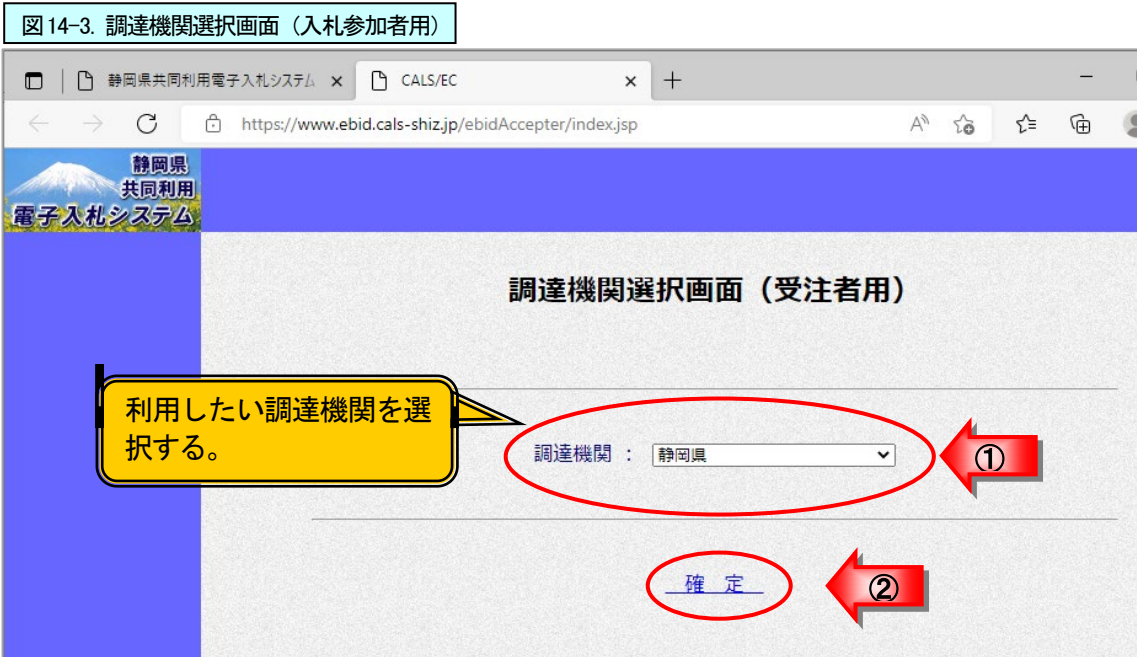 図14-3. 調達機関選択画面（入札参加者用）
静岡県共同利用電子入札システム
CALS/EC
https://www.ebid.cals-shiz.jp/ebidAccepter/index.jsp
静岡県
共同利用
電子入札システム
調達機関選択画面（受注者用）
利用したい調達機関を選
択する。
調達機関 ： 静岡県
①
確 定
②